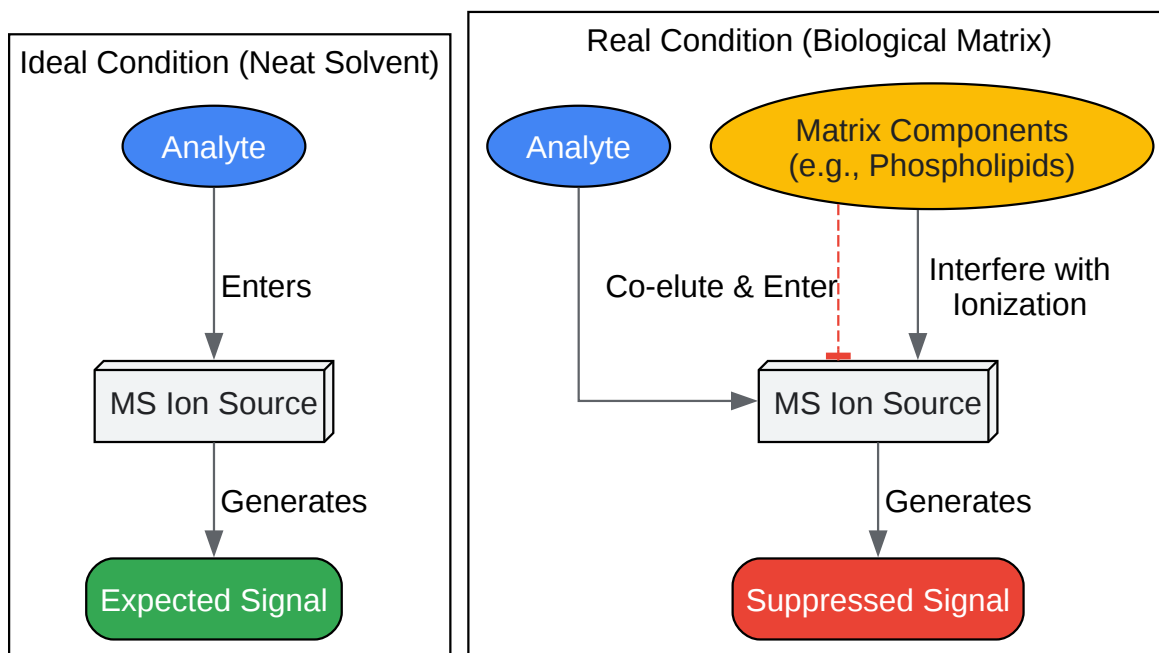 Ideal Condition (Neat Solvent)
Analyte
Enters
MS Ion Source
Generates
Expected Signal
Real Condition (Biological Matrix)
Analyte
Matrix Components
(e.g., Phospholipids)
Co-elute & Enter
Interfere with
Ionization
MS Ion Source
Generates
Suppressed Signal